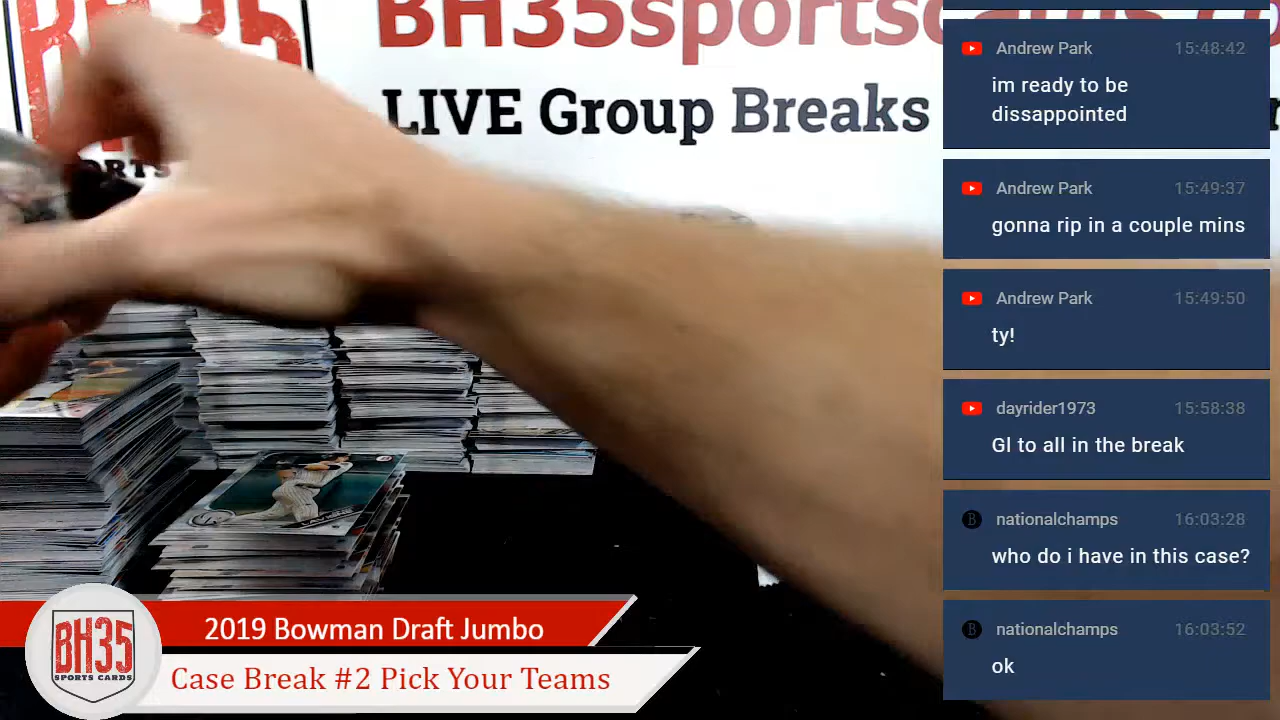 BH35
BH35sportscards
LIVE Group Breaks
Andrew Park 15:48:42
im ready to be
dissappointed
Andrew Park 15:49:37
gonna rip in a couple mins
Andrew Park 15:49:50
ty!
dayrider1973 15:58:38
Gl to all in the break
nationalchamps 16:03:28
who do i have in this case?
nationalchamps 16:03:52
ok
BH35
SPORTS CARDS
2019 Bowman Draft Jumbo
Case Break #2 Pick Your Teams